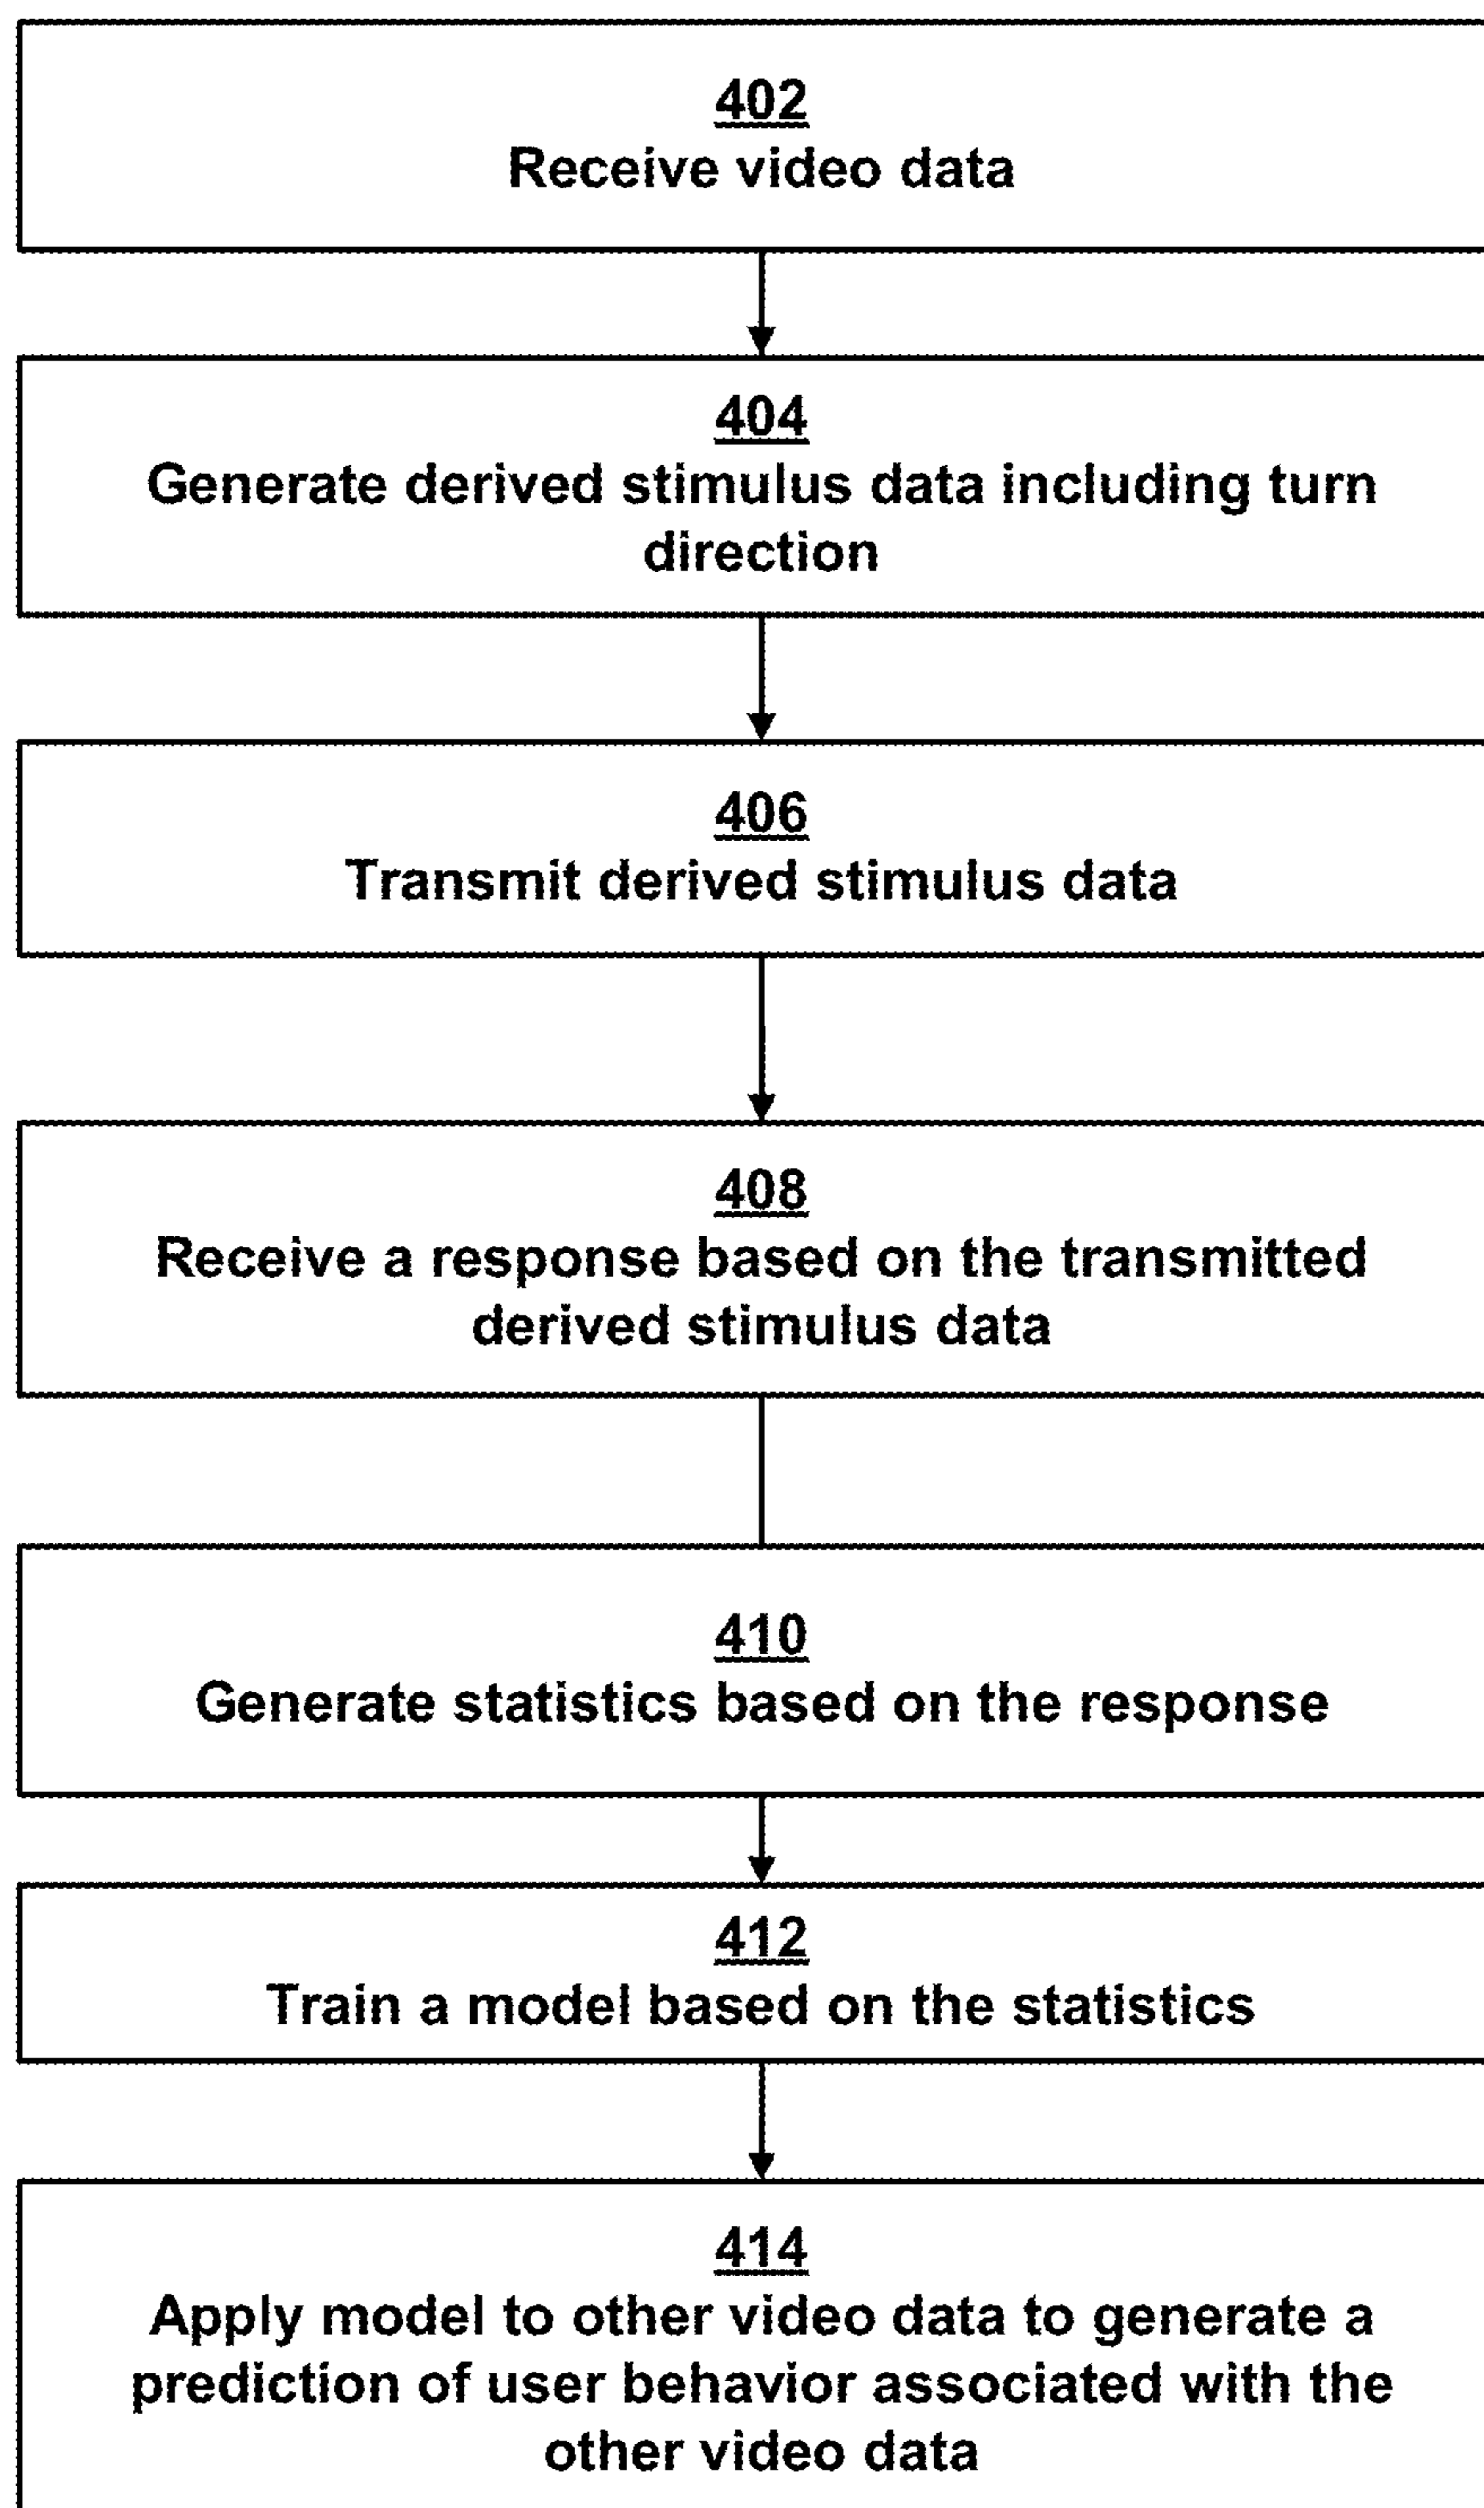 402
Receive video data
404
Generate derived stimulus data including turn
direction
406
Transmit derived stimulus data
408
Receive a response based on the transmitted
derived stimulus data
410
Generate statistics based on the response
412
Train a model based on the statistics
414
Apply model to other video data to generate a
prediction of user behavior associated with the
other video data